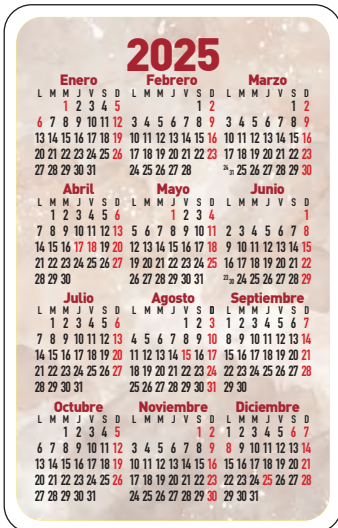 2025
Enero Febrero Marzo
L M M J V S D L M M J V S D L M M J V S D
1 2 3 4 5 1 2 1 2
6 7 8 9 10 11 12 3 4 5 6 7 8 9 3 4 5 6 7 8 9
13 14 15 16 17 18 19 10 11 12 13 14 15 16 10 11 12 13 14 15 16
20 21 22 23 24 25 26 17 18 19 20 21 22 23 17 18 19 20 21 22 23
27 28 29 30 31 24 25 26 27 28 24 31 25 26 27 28 29 30
Abril Mayo Junio
L M M J V S D L M M J V S D L M M J V S D
1 2 3 4 5 6 1 2 3 4 1
7 8 9 10 11 12 13 5 6 7 8 9 10 11 2 3 4 5 6 7 8
14 15 16 17 18 19 20 12 13 14 15 16 17 18 9 10 11 12 13 14 15
21 22 23 24 25 26 27 19 20 21 22 23 24 25 16 17 18 19 20 21 22
28 29 30 26 27 28 29 30 31 23 30 24 25 26 27 28 29
Julio Agosto Septiembre
L M M J V S D L M M J V S D L M M J V S D
1 2 3 4 5 6 1 2 3 1 2 3 4 5 6 7
7 8 9 10 11 12 13 4 5 6 7 8 9 10 8 9 10 11 12 13 14
14 15 16 17 18 19 20 11 12 13 14 15 16 17 15 16 17 18 19 20 21
21 22 23 24 25 26 27 18 19 20 21 22 23 24 22 23 24 25 26 27 28
28 29 30 31 25 26 27 28 29 30 31 29 30
Octubre Noviembre Diciembre
L M M J V S D L M M J V S D L M M J V S D
1 2 3 4 5 1 2 1 2 3 4 5 6 7
6 7 8 9 10 11 12 3 4 5 6 7 8 9 8 9 10 11 12 13 14
13 14 15 16 17 18 19 10 11 12 13 14 15 16 15 16 17 18 19 20 21
20 21 22 23 24 25 26 17 18 19 20 21 22 23 22 23 24 25 26 27 28
27 28 29 30 31 24 25 26 27 28 29 30 29 30 31